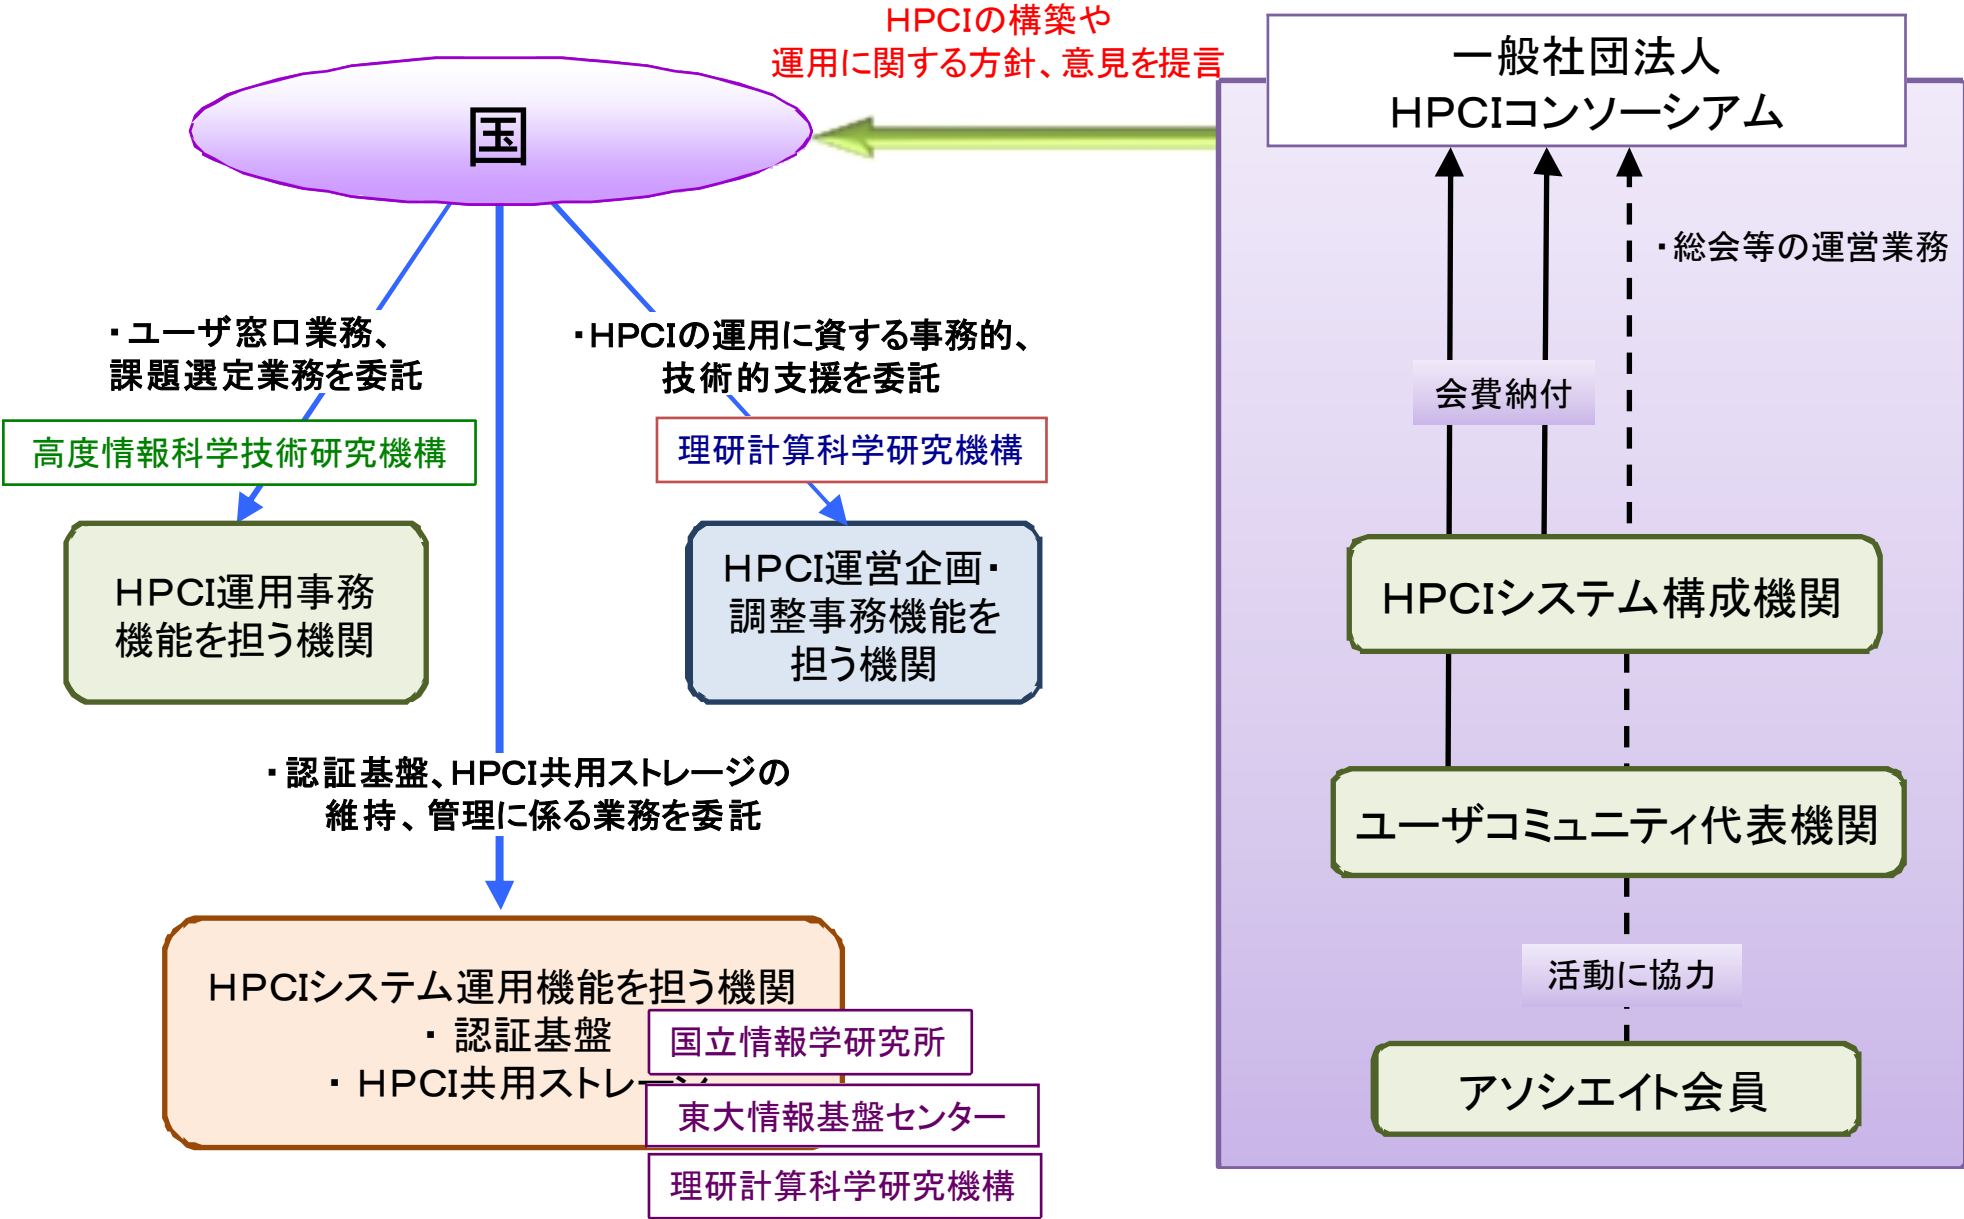 HPCIの構築や
運用に関する方針、意見を提言
一般社団法人
HPCIコンソーシアム
国
・総会等の運営業務
・ユーザ窓口業務、
課題選定業務を委託
・HPCIの運用に資する事務的、
技術的支援を委託
会費納付
高度情報科学技術研究機構
理研計算科学研究機構
HPCI運用事務
機能を担う機関
HPCI運営企画・
調整事務機能を
担う機関
HPCIシステム構成機関
・認証基盤、HPCI共用ストレージの
維持、管理に係る業務を委託
ユーザコミュニティ代表機関
活動に協力
HPCIシステム運用機能を担う機関
・ 認証基盤
・ HPCI共用ストレージ
国立情報学研究所
東大情報基盤センター
理研計算科学研究機構
アソシエイト会員